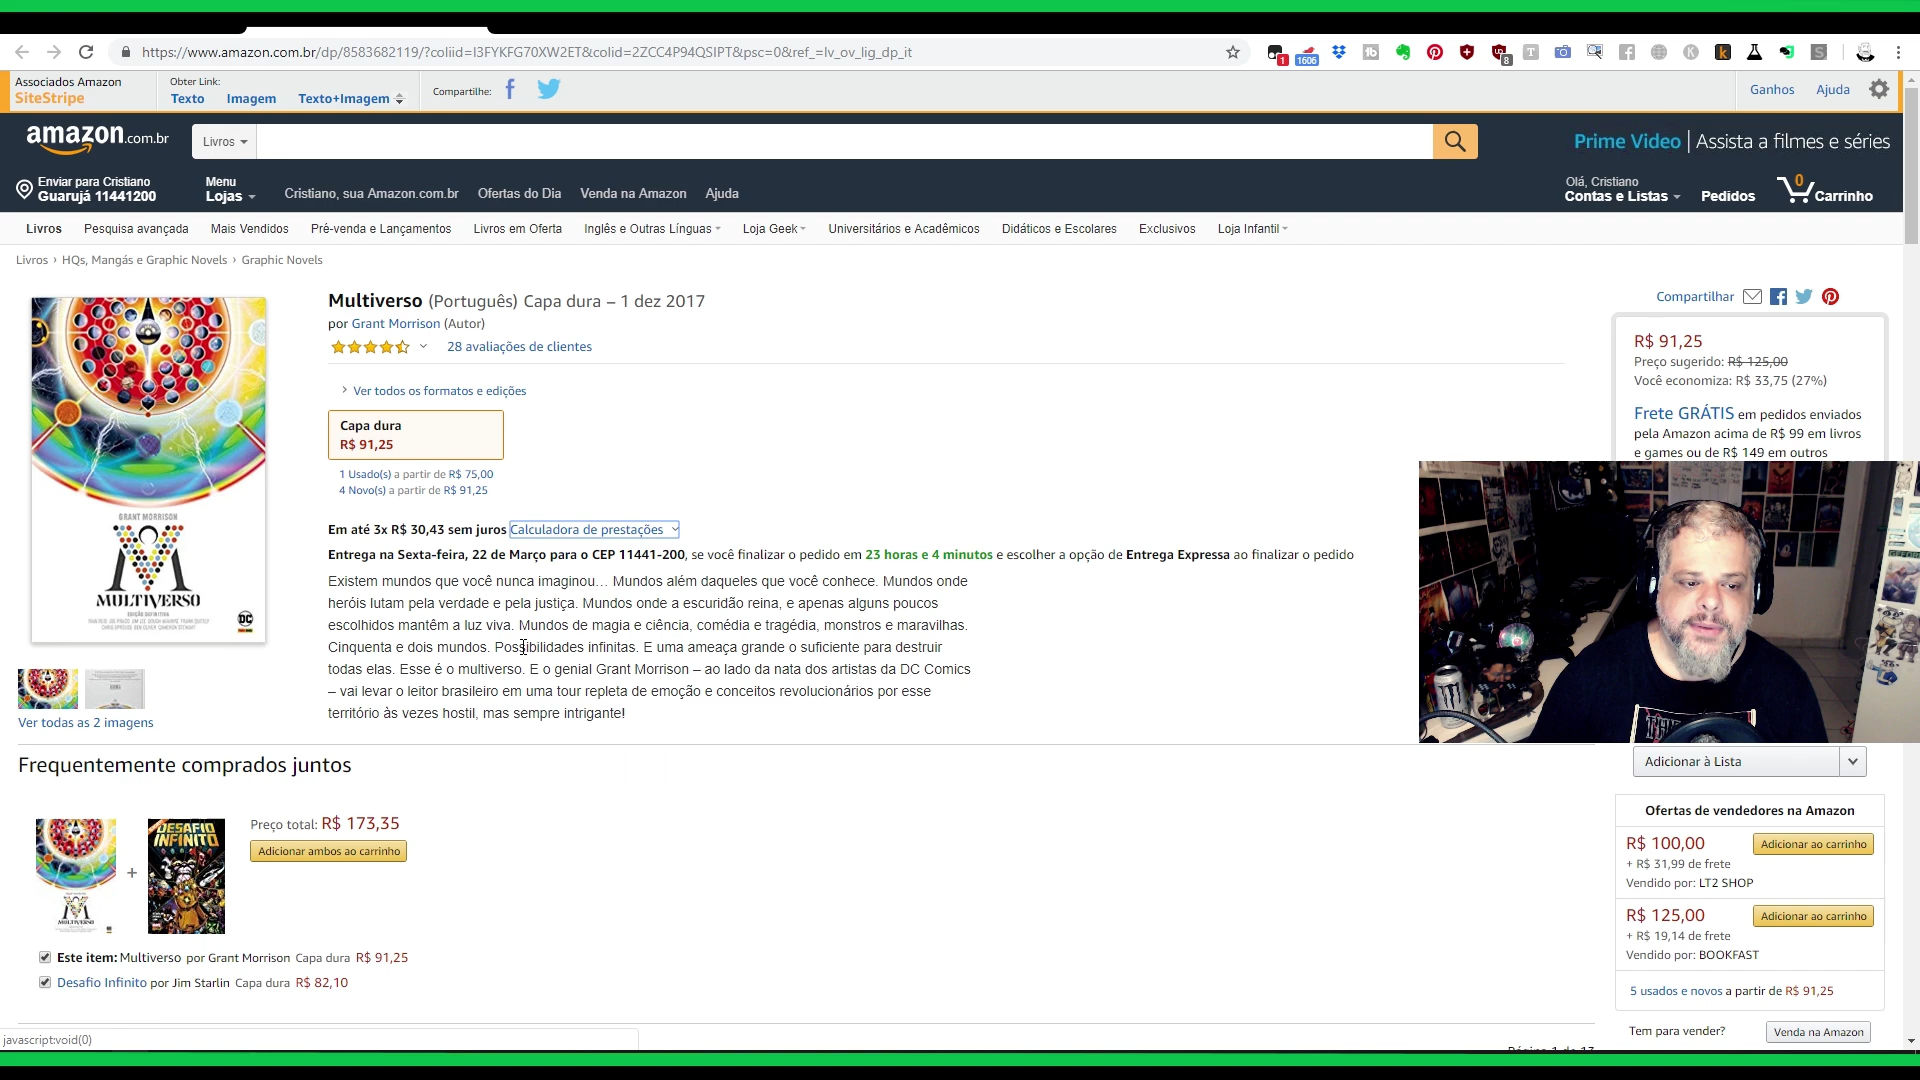 https://www.amazon.com.br/dp/8583682119/?coliid=I3FYKFG70XW2ET&colid=2ZCC4P94QSIPT&psc=0&ref_=lv_ov_lig_dp_it
1
1606
8
Associados Amazon
SiteStripe
Obter Link:
Texto Imagem Texto+Imagem
Compartilhe:
Ganhos Ajuda
amazon.com.br
Livros
Prime Video | Assista a filmes e séries
Enviar para Cristiano
Guarujá 11441200
Menu
Lojas
Cristiano, sua Amazon.com.br Ofertas do Dia Venda na Amazon Ajuda
Olá, Cristiano
Contas e Listas
Pedidos
0
Carrinho
Livros Pesquisa avançada Mais Vendidos Pré-venda e Lançamentos Livros em Oferta Inglês e Outras Línguas Loja Geek Universitários e Acadêmicos Didáticos e Escolares Exclusivos Loja Infantil
Livros › HQs, Mangás e Graphic Novels › Graphic Novels
GRANT MORRISON
MULTIVERSO
EDIÇÃO DEFINITIVA
DC
Ver todas as 2 imagens
Multiverso (Português) Capa dura – 1 dez 2017
por Grant Morrison (Autor)
28 avaliações de clientes
Ver todos os formatos e edições
Capa dura
R$ 91,25
1 Usado(s) a partir de R$ 75,00
4 Novo(s) a partir de R$ 91,25
Em até 3x R$ 30,43 sem juros Calculadora de prestações
Entrega na Sexta-feira, 22 de Março para o CEP 11441-200, se você finalizar o pedido em 23 horas e 4 minutos e escolher a opção de Entrega Expressa ao finalizar o pedido
Existem mundos que você nunca imaginou… Mundos além daqueles que você conhece. Mundos onde
heróis lutam pela verdade e pela justiça. Mundos onde a escuridão reina, e apenas alguns poucos
escolhidos mantêm a luz viva. Mundos de magia e ciência, comédia e tragédia, monstros e maravilhas.
Cinquenta e dois mundos. Possibilidades infinitas. E uma ameaça grande o suficiente para destruir
todas elas. Esse é o multiverso. E o genial Grant Morrison – ao lado da nata dos artistas da DC Comics
– vai levar o leitor brasileiro em uma tour repleta de emoção e conceitos revolucionários por esse
território às vezes hostil, mas sempre intrigante!
Compartilhar
R$ 91,25
Preço sugerido: R$ 125,00
Você economiza: R$ 33,75 (27%)
Frete GRÁTIS em pedidos enviados
pela Amazon acima de R$ 99 em livros
e games ou de R$ 149 em outros
Adicionar à Lista
Ofertas de vendedores na Amazon
R$ 100,00 Adicionar ao carrinho
+ R$ 31,99 de frete
Vendido por: LT2 SHOP
R$ 125,00 Adicionar ao carrinho
+ R$ 19,14 de frete
Vendido por: BOOKFAST
5 usados e novos a partir de R$ 91,25
Tem para vender? Venda na Amazon
Frequentemente comprados juntos
MULTIVERSO
+
DESAFIO
INFINITO
Preço total: R$ 173,35
Adicionar ambos ao carrinho
Este item: Multiverso por Grant Morrison Capa dura R$ 91,25
Desafio Infinito por Jim Starlin Capa dura R$ 82,10
Página 1 de 13
javascript:void(0)